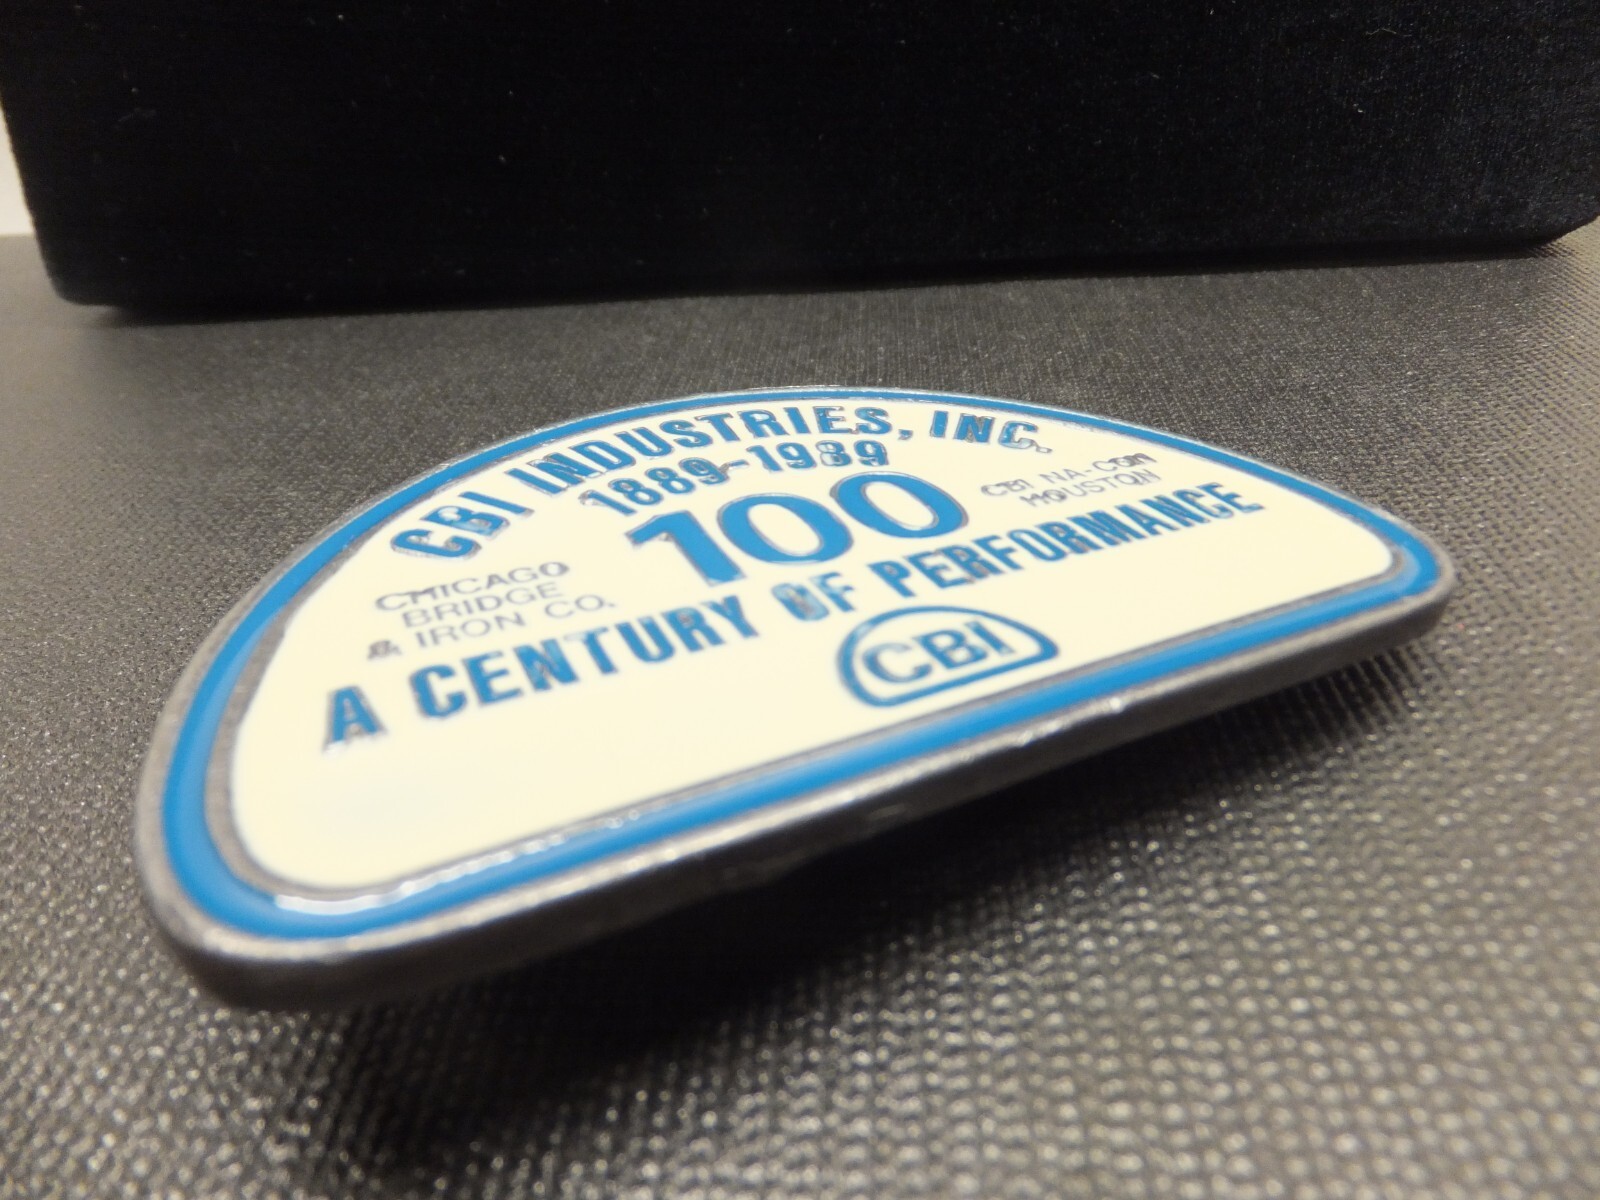 CBI INDUSTRIES, INC.
1889-1989
100
CHICAGO
BRIDGE
& IRON CO.
CBI NA-CON
HOUSTON
A CENTURY OF PERFORMANCE
CBI